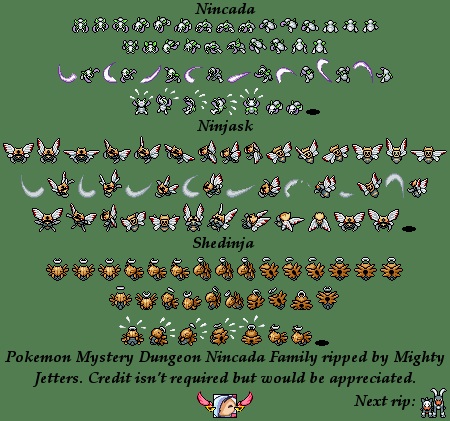 Nincada
Ninjask
Shedinja
Pokemon Mystery Dungeon Nincada Family ripped by Mighty
Jetters. Credit isn't required but would be appreciated.
Next rip: